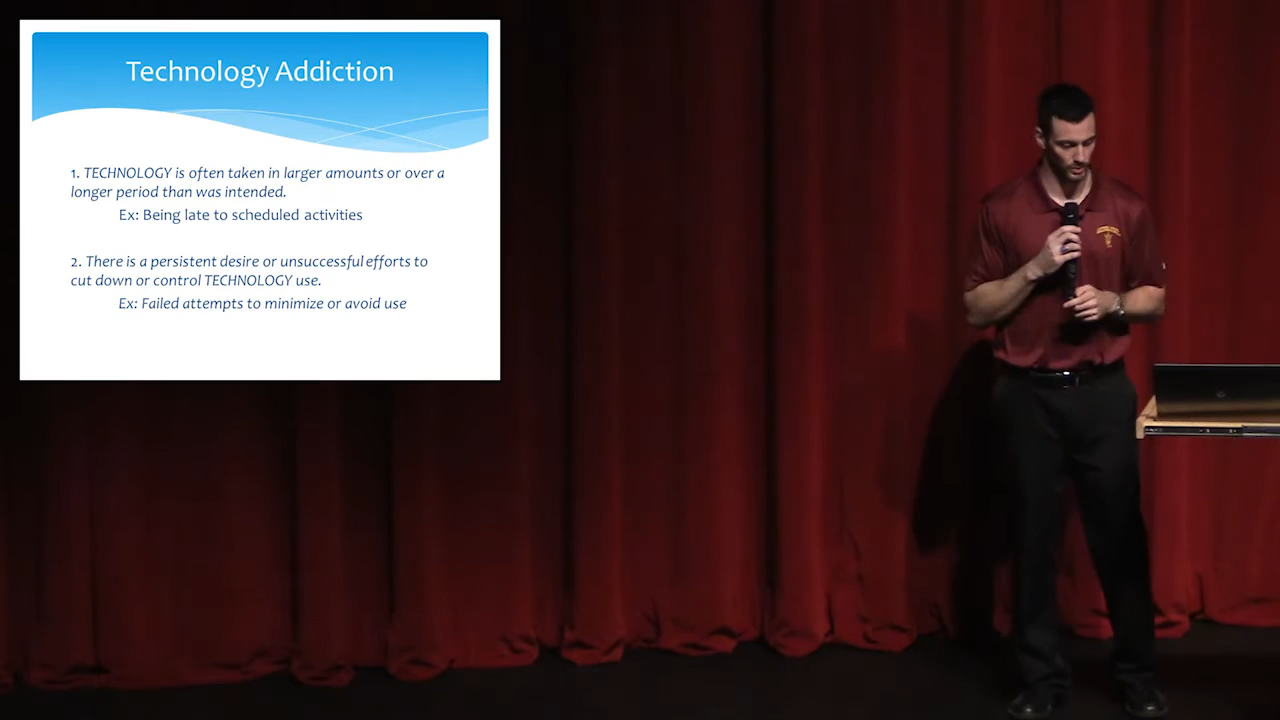 Technology Addiction
1. TECHNOLOGY is often taken in larger amounts or over a
longer period than was intended.
Ex: Being late to scheduled activities
2. There is a persistent desire or unsuccessful efforts to
cut down or control TECHNOLOGY use.
Ex: Failed attempts to minimize or avoid use